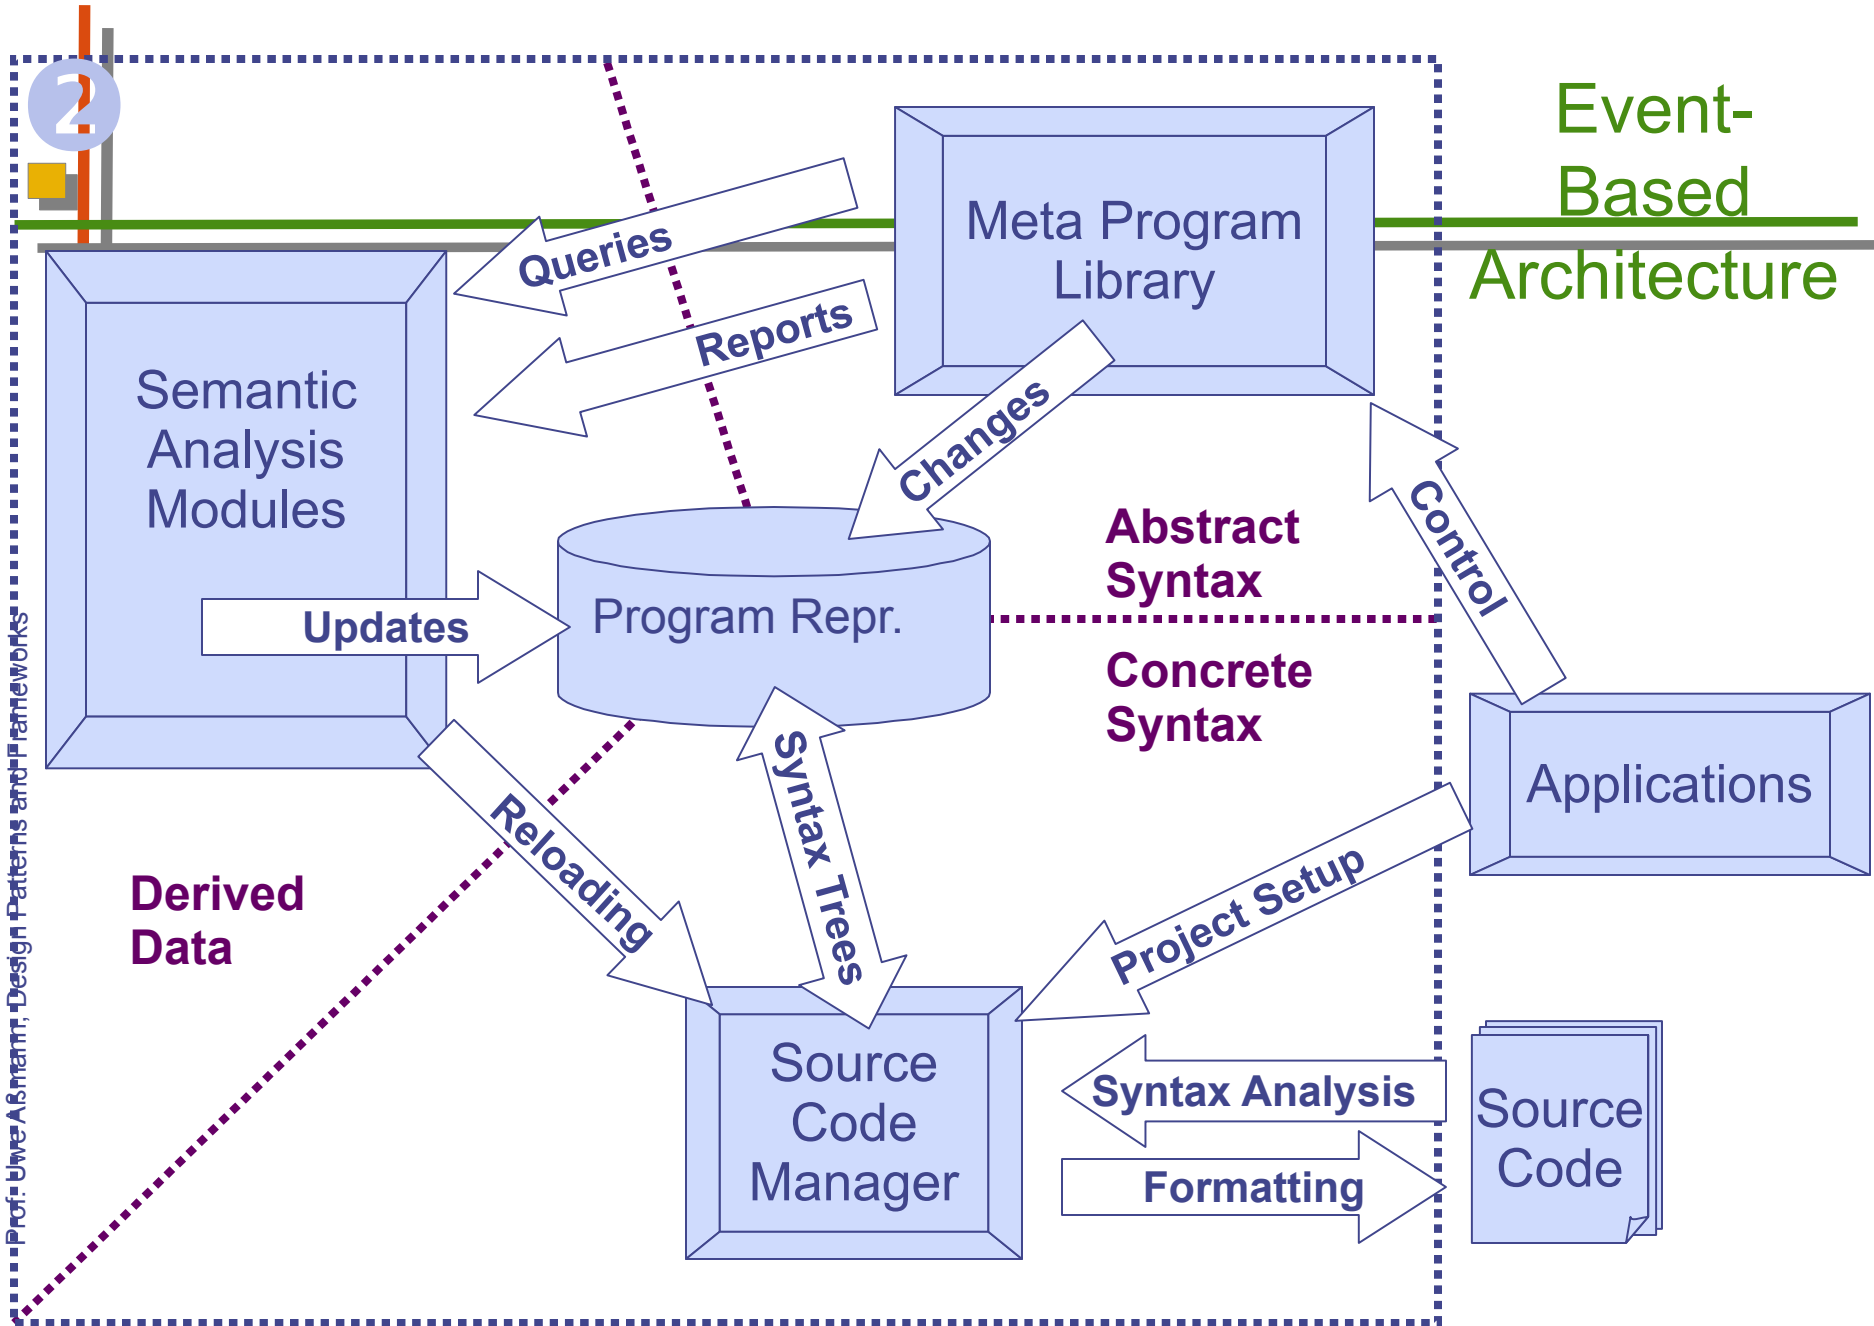 2
Event-
Based
Architecture
Meta Program
Library
Queries
Reports
Changes
Semantic
Analysis
Modules
Control
Abstract
Syntax
Program Repr.
Updates
Concrete
Syntax
Applications
Syntax Trees
Reloading
Project Setup
Derived
Data
Source
Code
Manager
Syntax Analysis
Formatting
Source
Code
Prof. Uwe Aßmann, Design Patterns and Frameworks